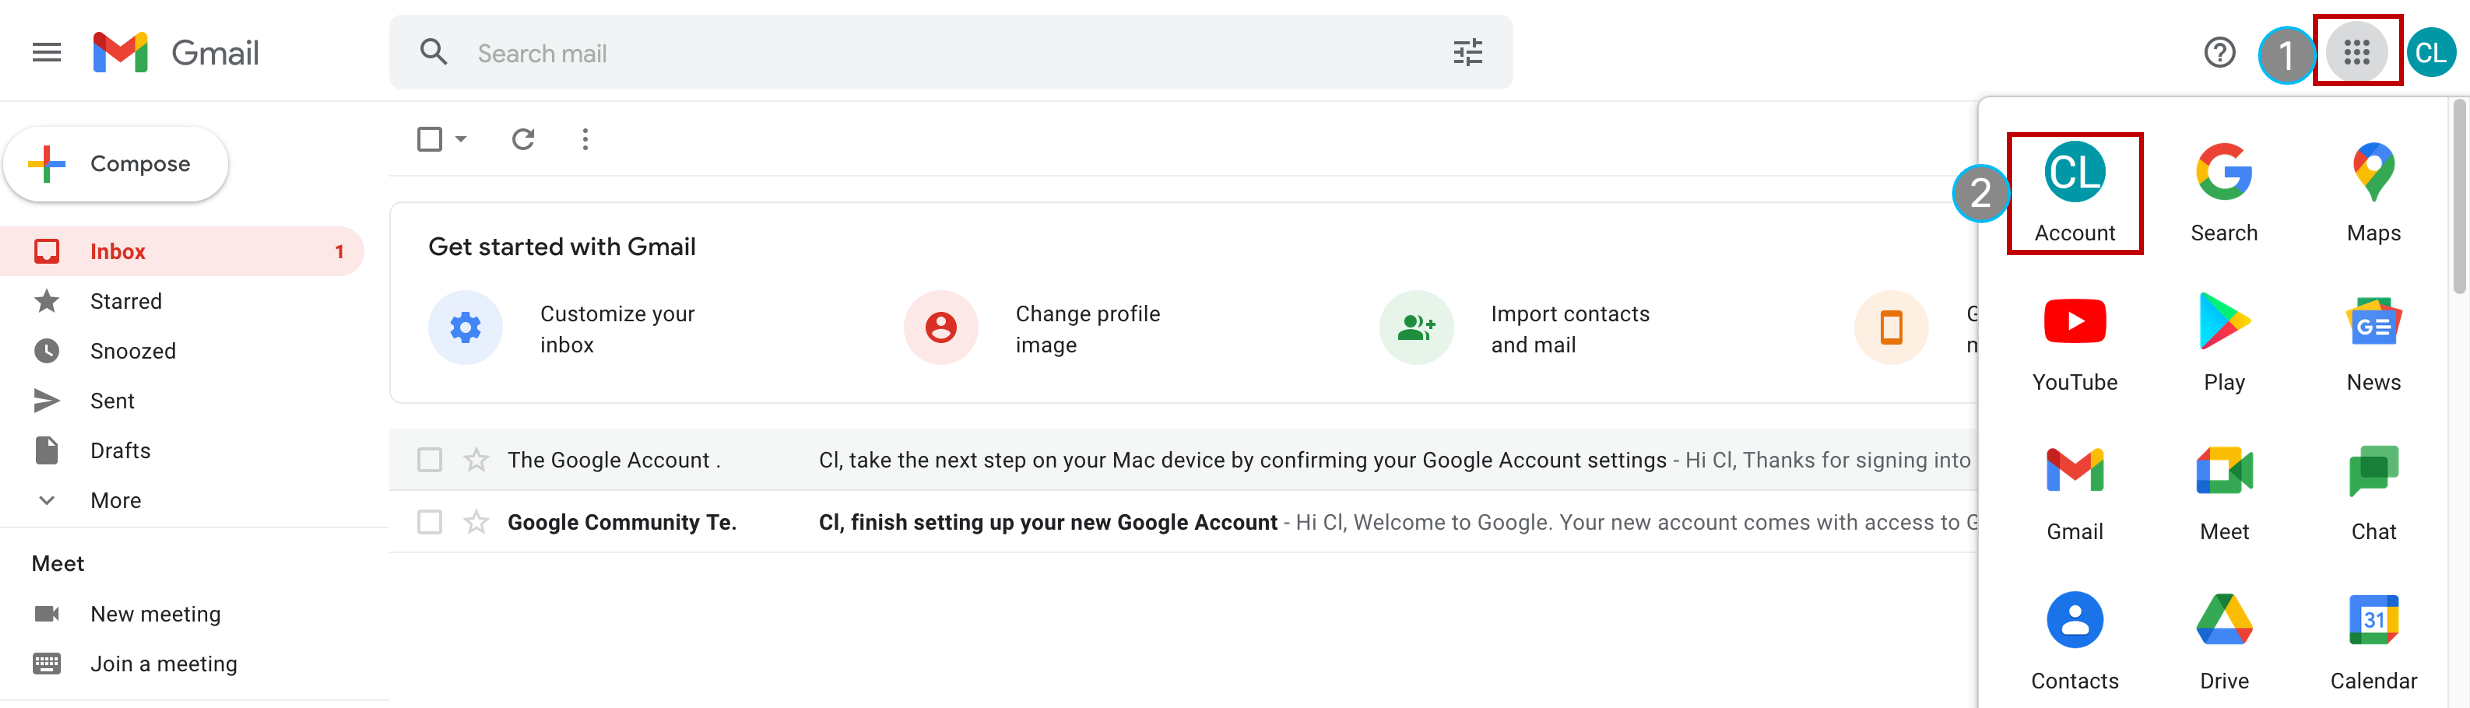 Gmail
Search mail
1
CL
Compose
2
CL
Account
Search
Maps
Inbox 1
Starred
Snoozed
Sent
Drafts
More
Get started with Gmail
Customize your
inbox
Change profile
image
Import contacts
and mail
YouTube
Play
News
The Google Account . Cl, take the next step on your Mac device by confirming your Google Account settings - Hi Cl, Thanks for signing into
Google Community Te. Cl, finish setting up your new Google Account - Hi Cl, Welcome to Google. Your new account comes with access to G
Gmail
Meet
Chat
Meet
New meeting
Join a meeting
31
Contacts
Drive
Calendar